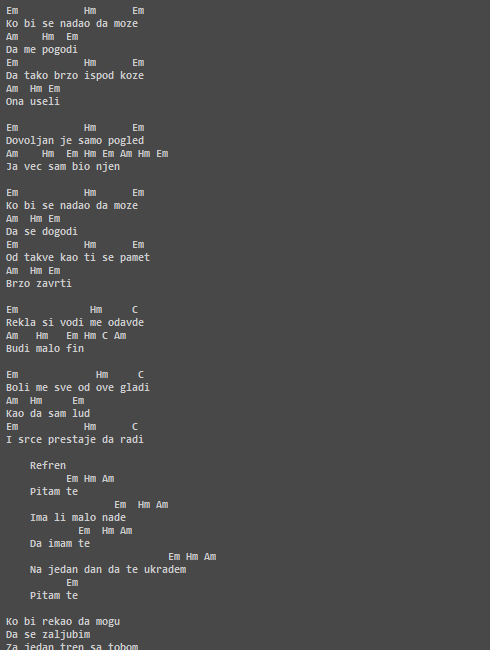 Em           Hm      Em
Ko bi se nadao da moze
Am    Hm  Em
Da me pogodi
Em           Hm      Em
Da tako brzo ispod koze
Am  Hm Em
Ona useli

Em           Hm      Em
Dovoljan je samo pogled
Am    Hm  Em Hm Em Am Hm Em
Ja vec sam bio njen

Em           Hm      Em
Ko bi se nadao da moze
Am  Hm Em
Da se dogodi
Em           Hm      Em
Od takve kao ti se pamet
Am  Hm Em
Brzo zavrti

Em            Hm     C
Rekla si vodi me odavde
Am   Hm   Em Hm C Am
Budi malo fin

Em             Hm     C
Boli me sve od ove gladi
Am  Hm     Em
Kao da sam lud
Em           Hm      C
I srce prestaje da radi

    Refren
          Em Hm Am
    Pitam te
                  Em  Hm Am
    Ima li malo nade
            Em  Hm Am
    Da imam te
                           Em Hm Am
    Na jedan dan da te ukradem
          Em
    Pitam te

Ko bi rekao da mogu
Da se zaljubim
Za jedan tren sa tobom